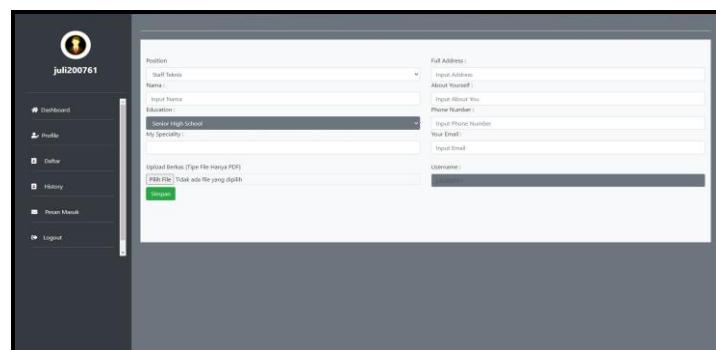 juli200761
Dashboard
Profile
Daftar
History
Pesan Masuk
Logout
Position
Staff Teknis
Nama :
Input Name
Education :
Senior High School
My Speciality :
Upload Berkas (Tipe File Hanya PDF)
Pilih File Tidak ada file yang dipilih
Simpan
Full Address :
Input Address
About Yourself :
Input About You
Phone Number :
Input Phone Number
Your Email :
Input Email
Username :